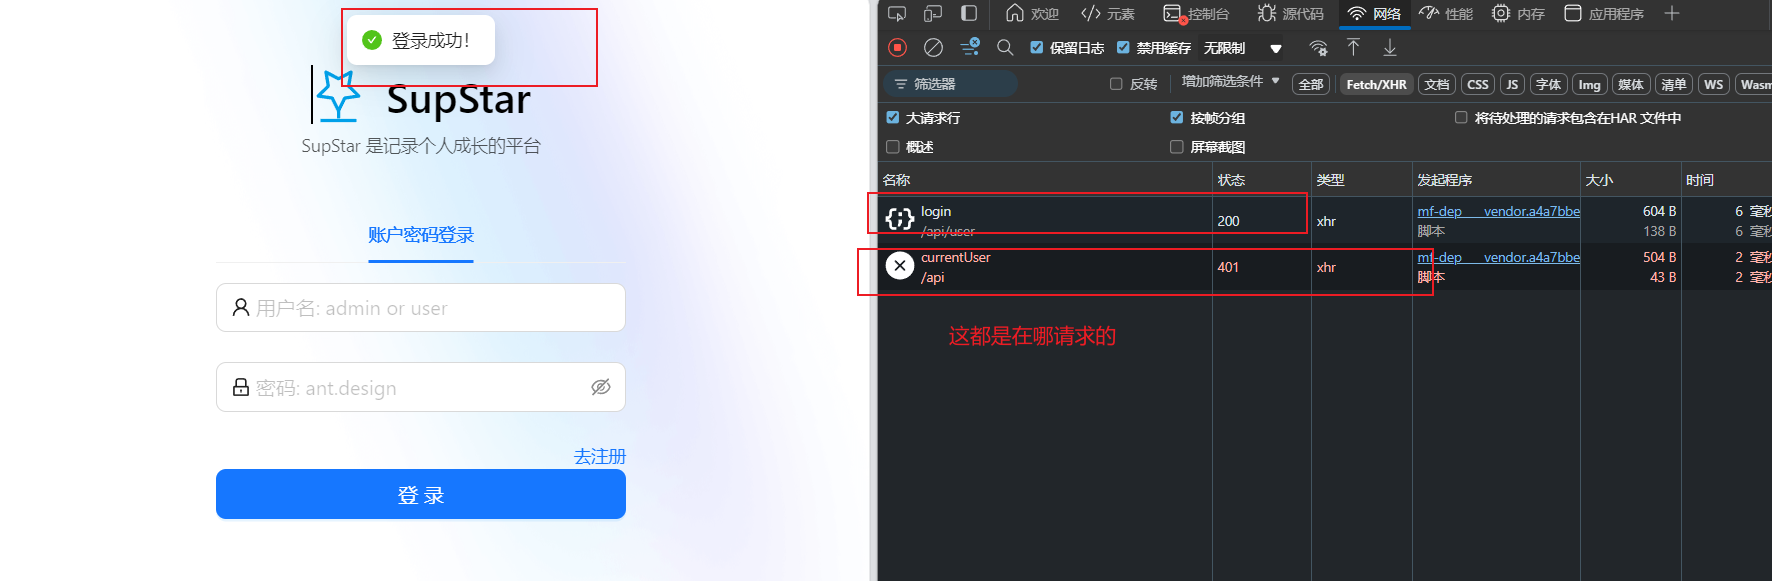 登录成功！
SupStar
SupStar 是记录个人成长的平台
账户密码登录
用户名: admin or user
密码: ant.design
去注册
登 录
欢迎 元素 控制台 源代码 网络 性能 内存 应用程序
保留日志 禁用缓存 无限制
筛选器 反转 增加筛选条件 全部 Fetch/XHR 文档 CSS JS 字体 Img 媒体 清单 WS Wasm
大请求行 按帧分组 将待处理的请求包含在HAR 文件中
概述 屏幕截图
名称 状态 类型 发起程序 大小 时间
login
/api/user
200 xhr
mf-dep___vendor.a4a7bbe
脚本
604 B
138 B
6 毫秒
6 毫秒
currentUser
/api
401 xhr
mf-dep___vendor.a4a7bbe
脚本
504 B
43 B
2 毫秒
2 毫秒
这都是在哪请求的